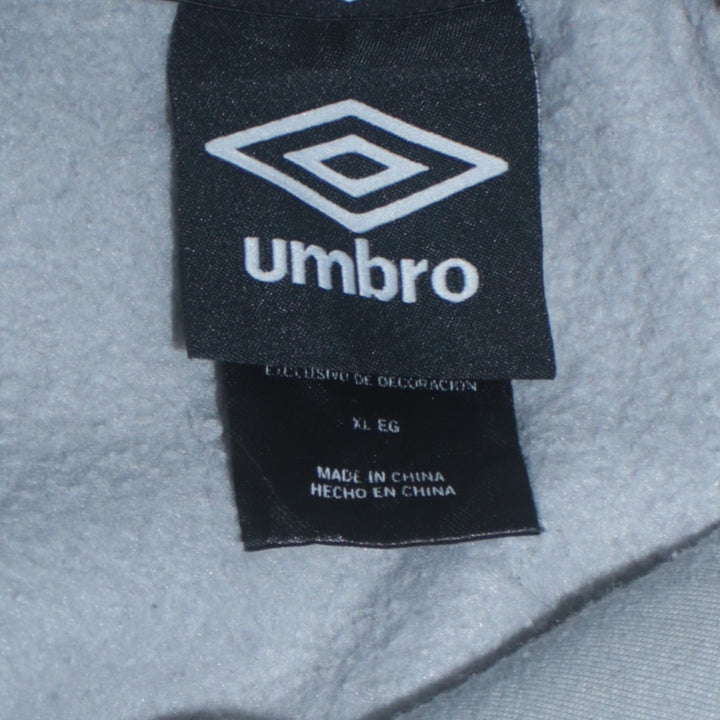 umbro
EXCLUSIVO DE DECORACION
XL EG
MADE IN CHINA
HECHO EN CHINA